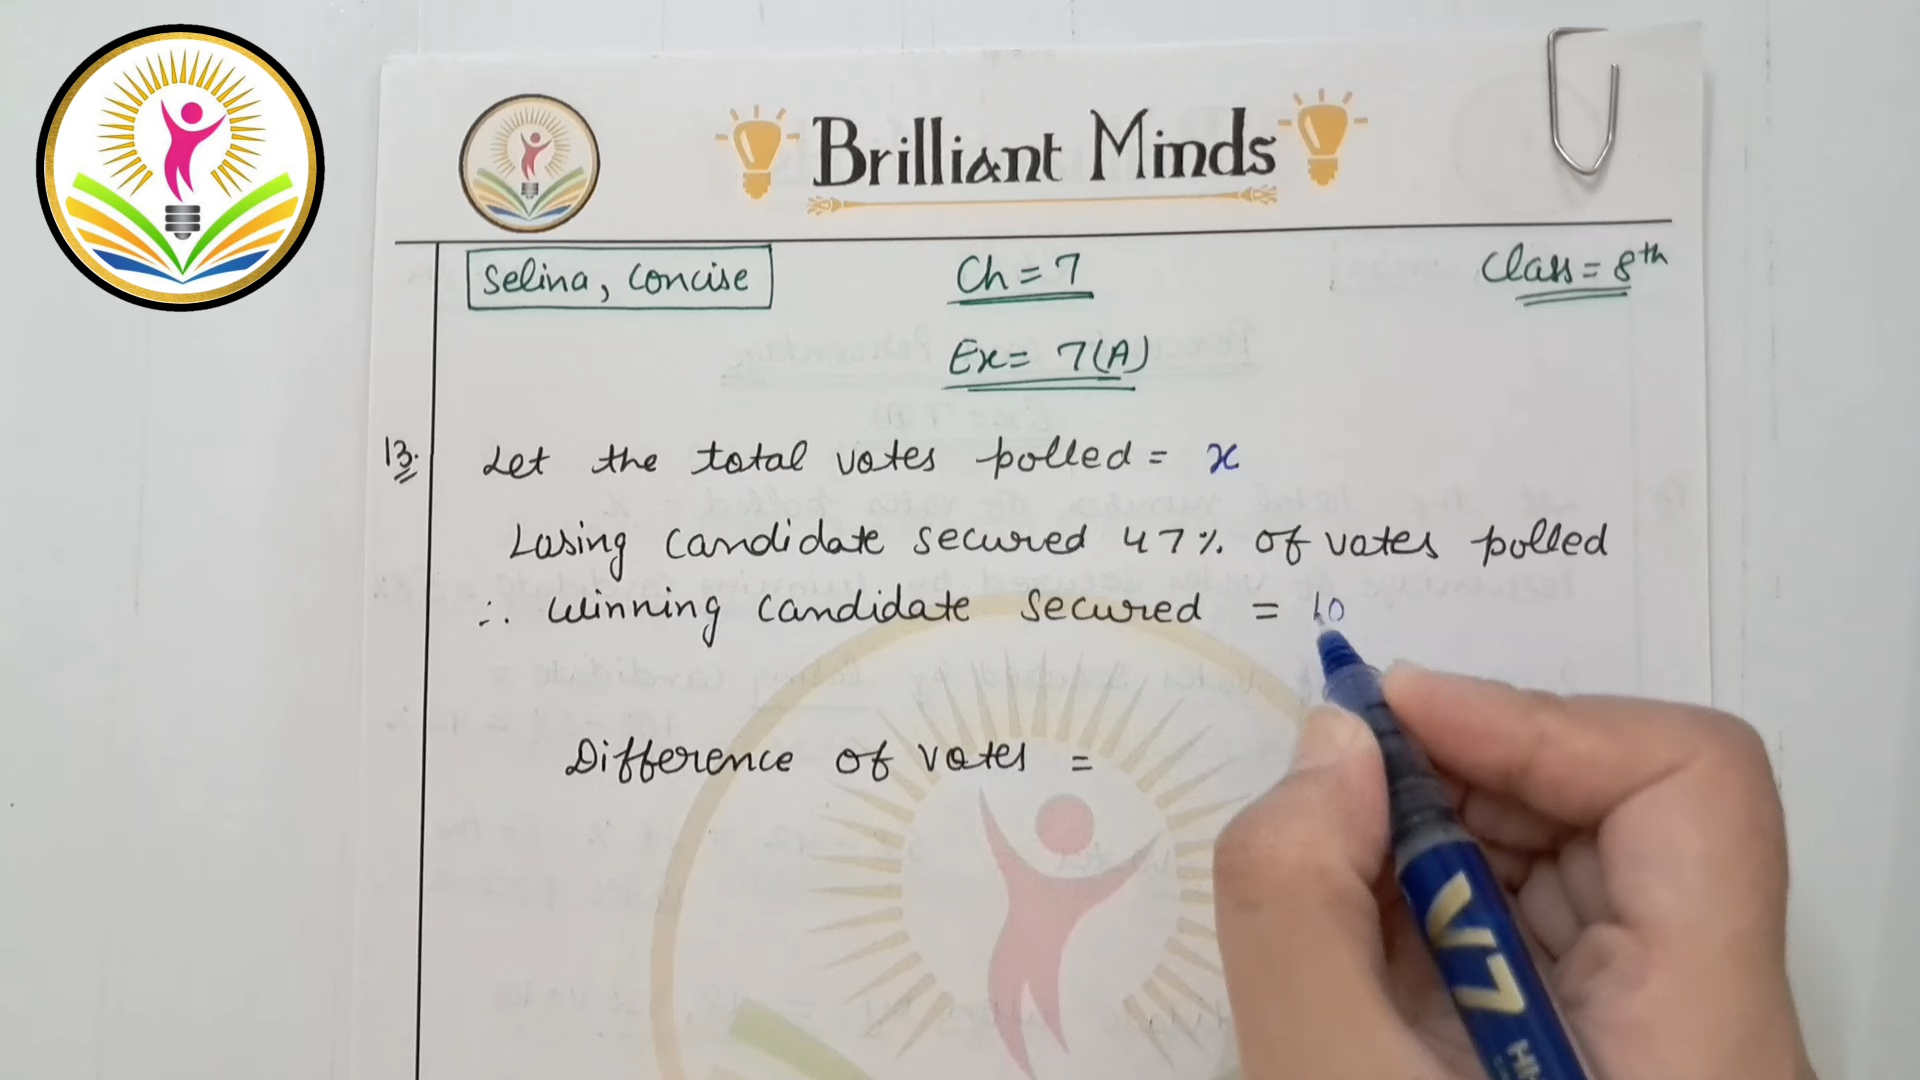 Brilliant Minds
Selina, Concise
Ch = 7
Class = 8th
Ex = 7(A)
13. Let the total votes polled = x
Losing candidate secured 47% of votes polled
∴ Winning candidate secured = 10
Difference of votes =
V7